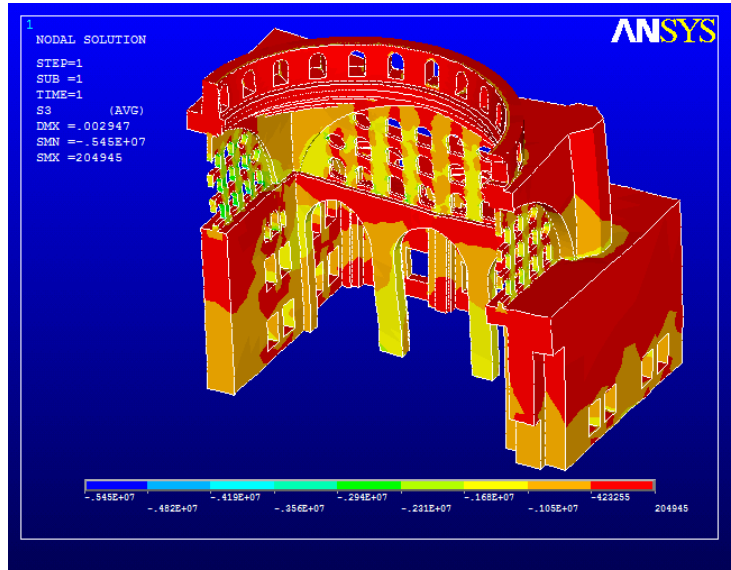 1
ANSYS
NODAL SOLUTION
STEP=1
SUB =1
TIME=1
S3 (AVG)
DMX =.002947
SMN =-.545E+07
SMX =204945
-.545E+07 -.419E+07 -.294E+07 -.168E+07 -423255
-.482E+07 -.356E+07 -.231E+07 -.105E+07 204945